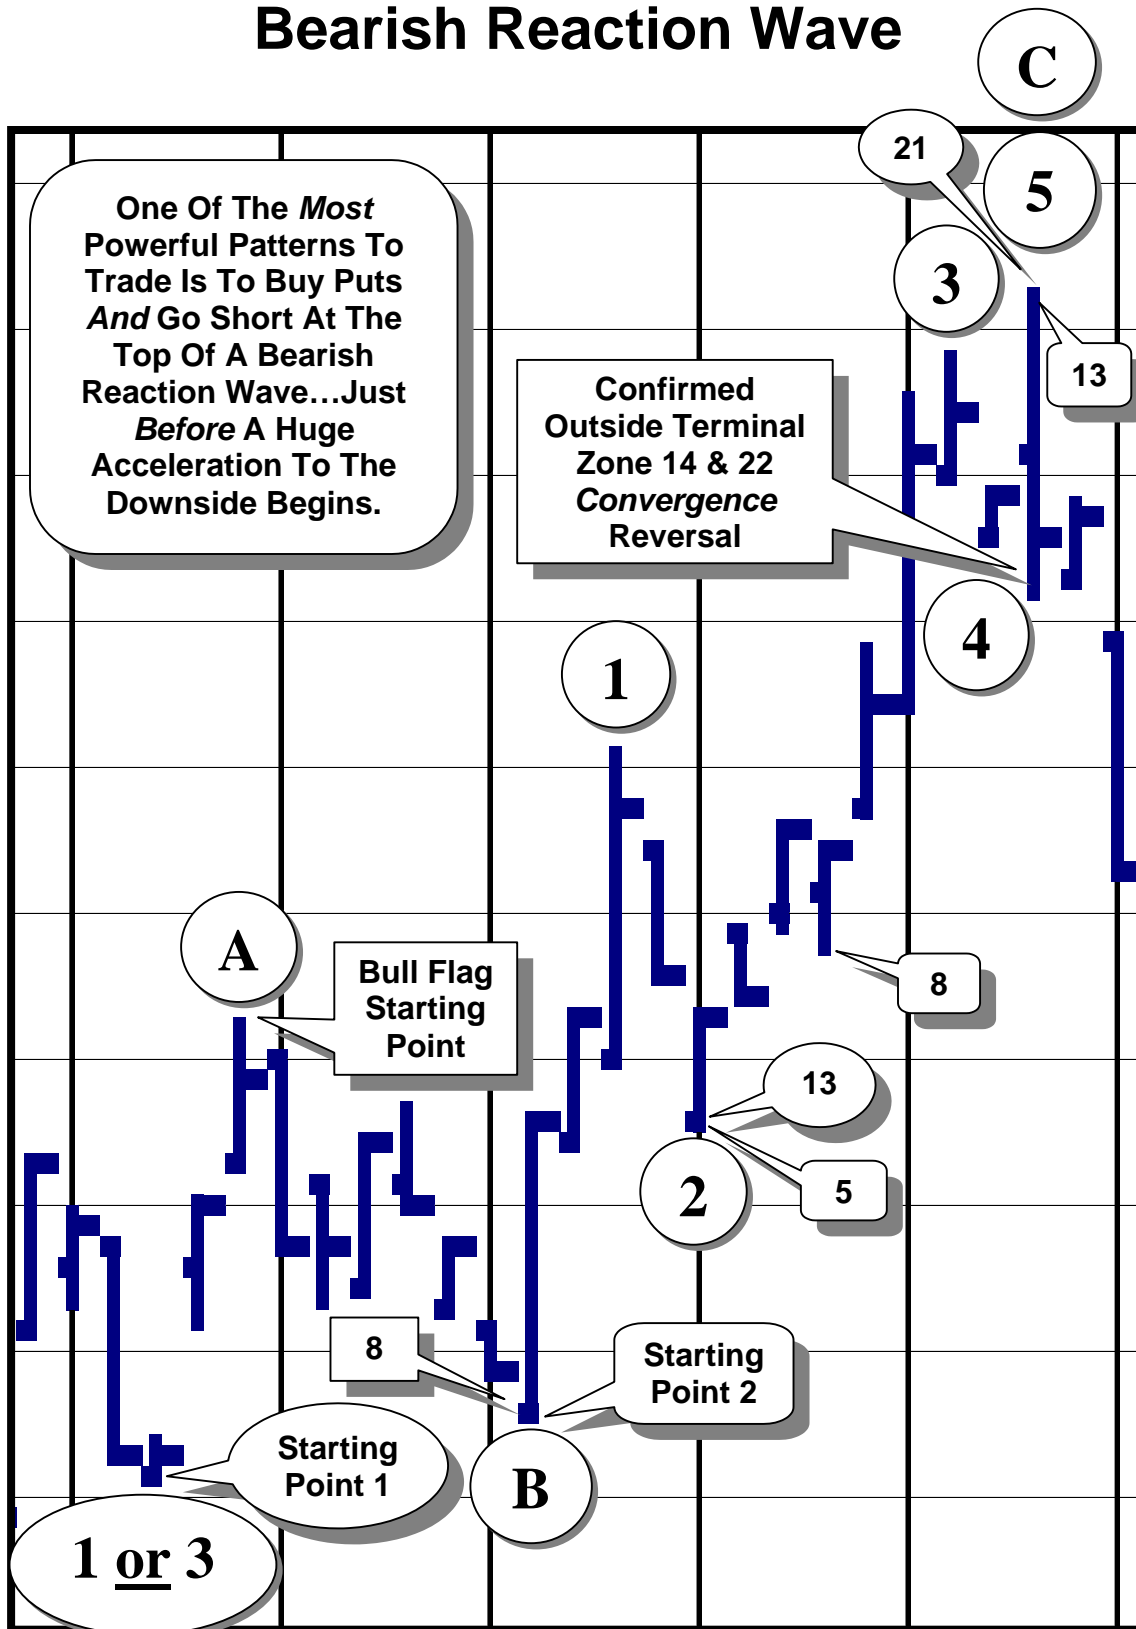 Bearish Reaction Wave
C
21
5
One Of The Most
Powerful Patterns To
Trade Is To Buy Puts
And Go Short At The
Top Of A Bearish
Reaction Wave…Just
Before A Huge
Acceleration To The
Downside Begins.
3
13
Confirmed
Outside Terminal
Zone 14 & 22
Convergence
Reversal
4
1
A
Bull Flag
Starting
Point
8
13
5
2
8
Starting
Point 2
Starting
Point 1
B
1 or 3